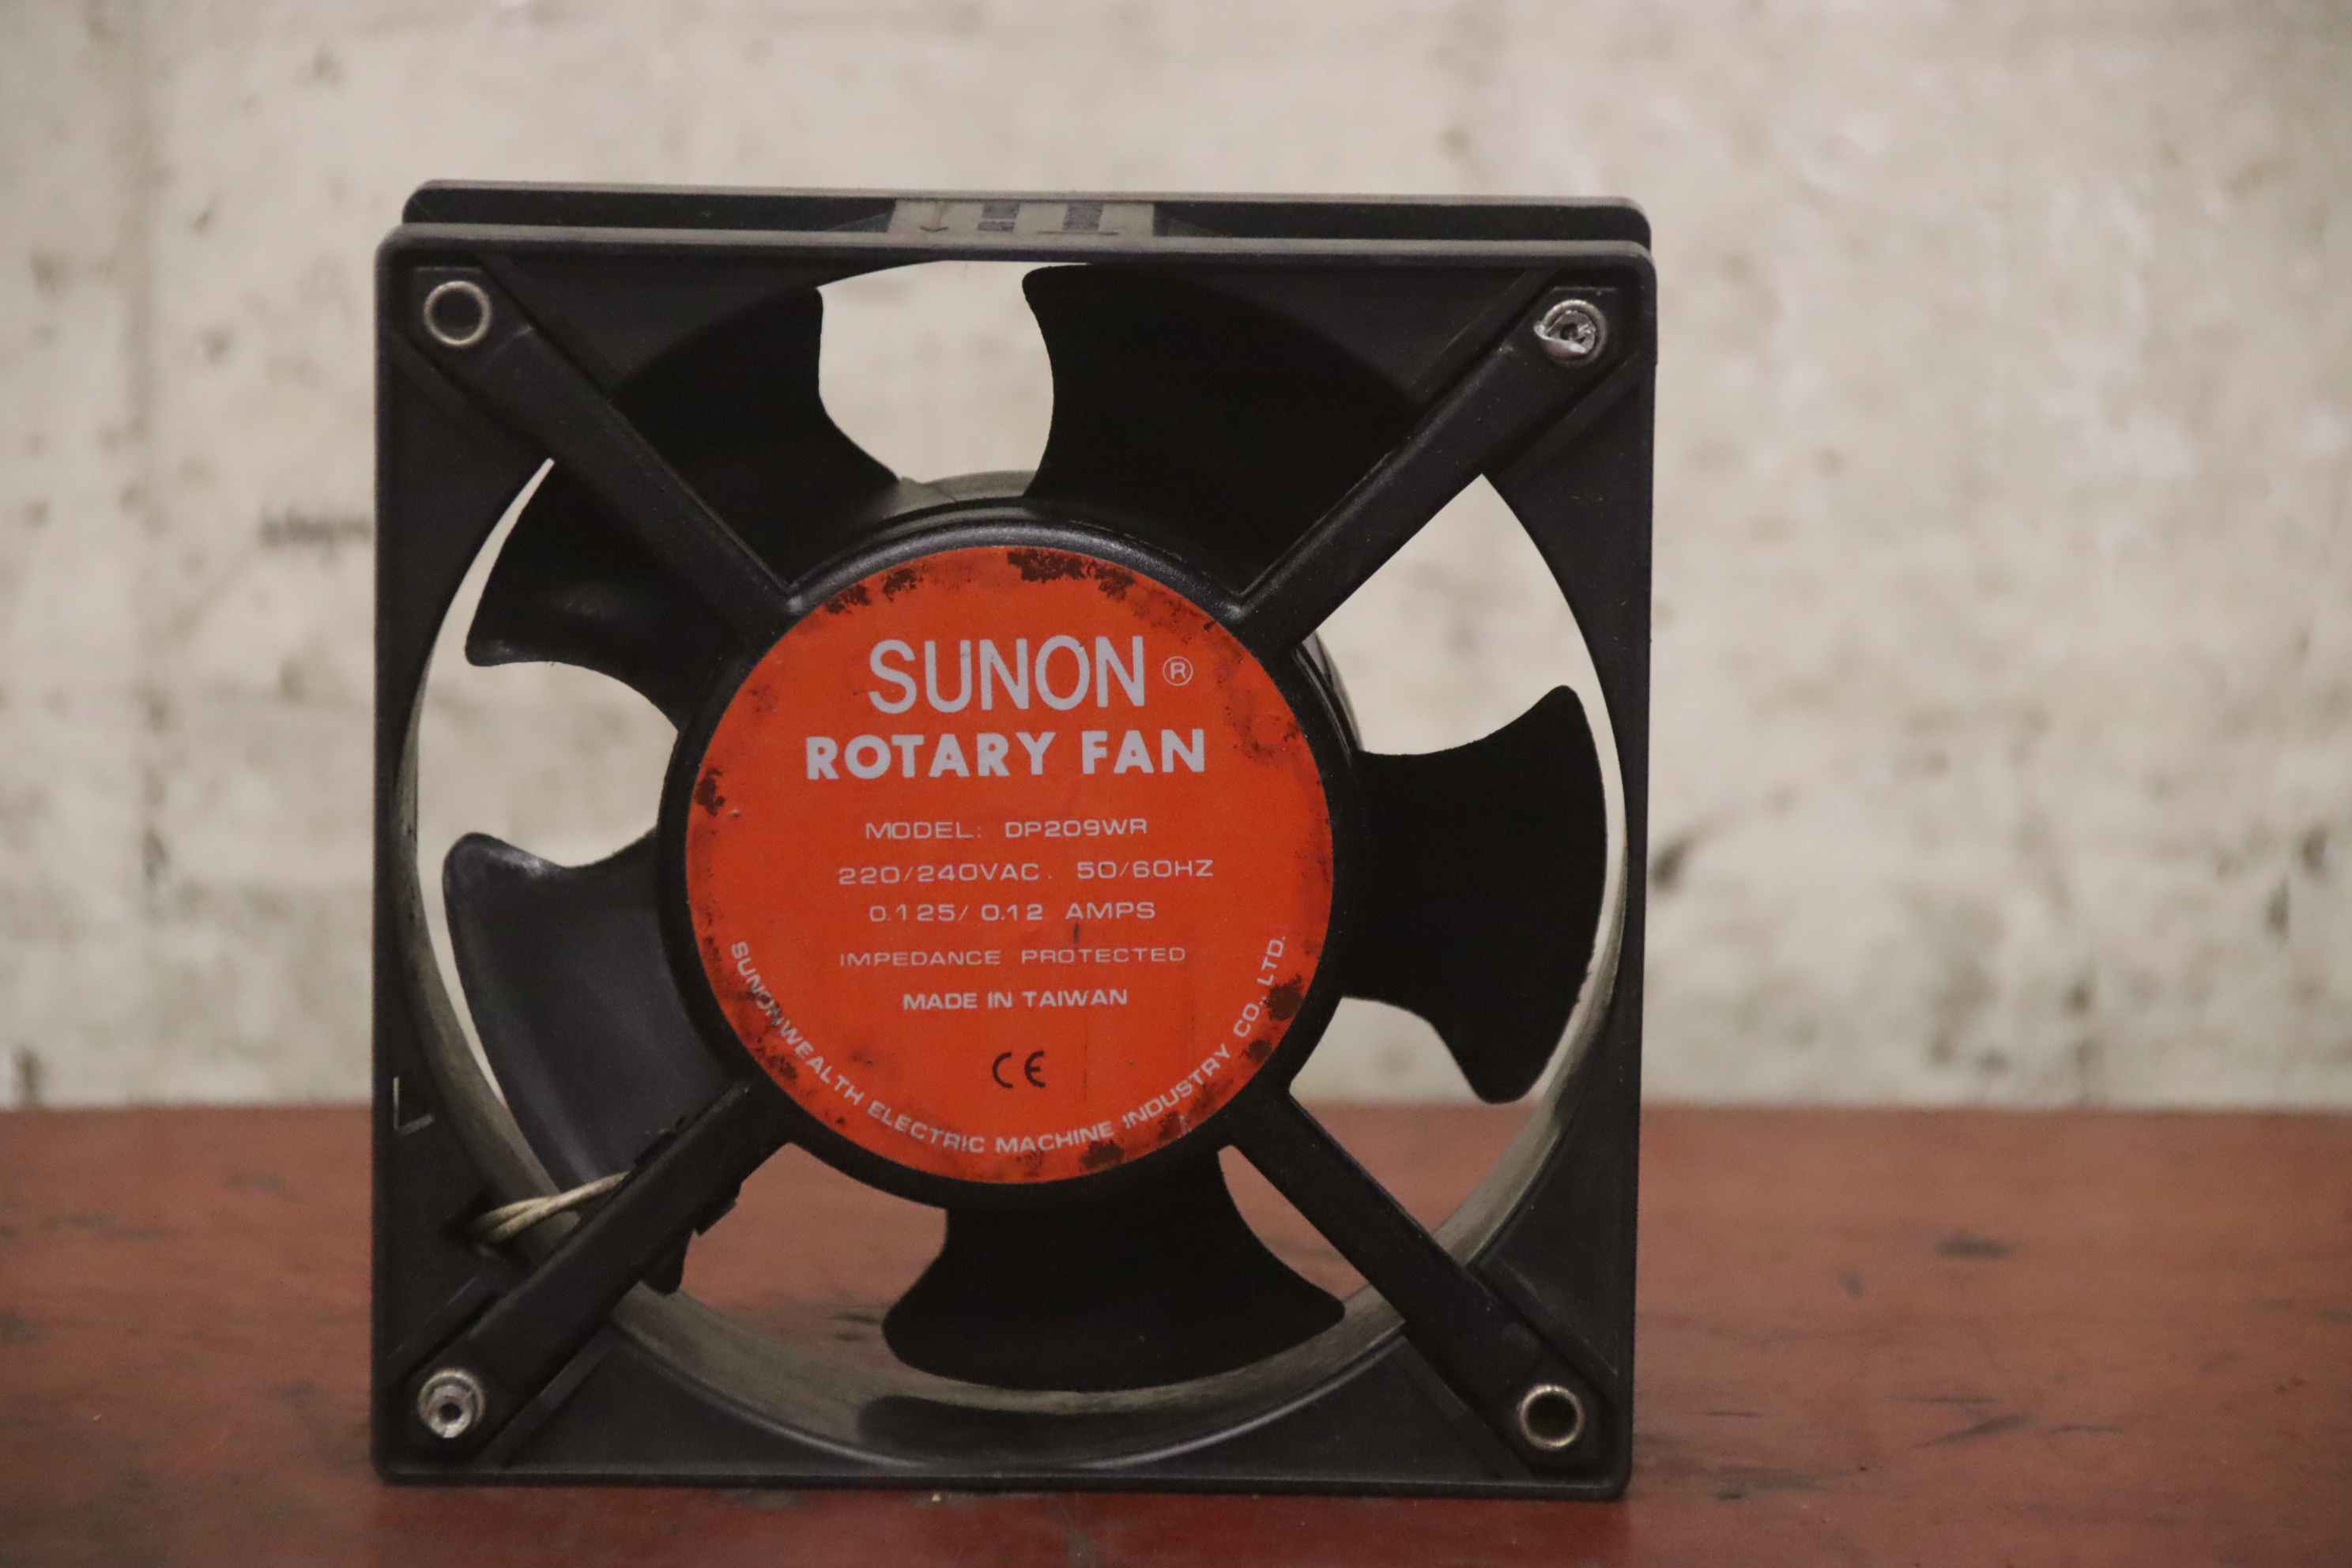 SUNON ®
ROTARY FAN
MODEL: DP209WR
220/240VAC. 50/60HZ
0.125/ 0.12 AMPS
IMPEDANCE PROTECTED
MADE IN TAIWAN
CE
SUNONWEALTH ELECTRIC MACHINE INDUSTRY CO., LTD.